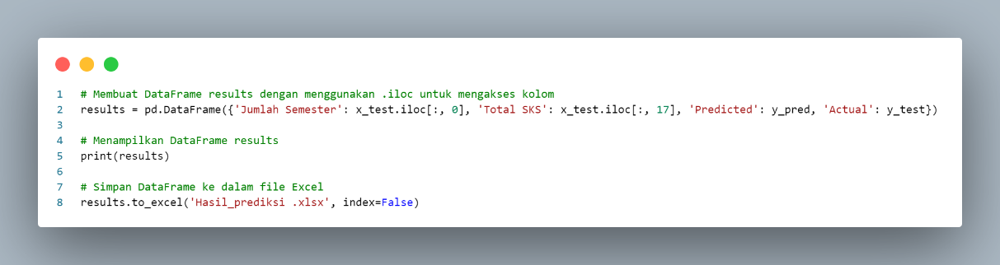 1 # Membuat DataFrame results dengan menggunakan .iloc untuk mengakses kolom
2 results = pd.DataFrame({'Jumlah Semester': x_test.iloc[:, 0], 'Total SKS': x_test.iloc[:, 17], 'Predicted': y_pred, 'Actual': y_test})
3
4 # Menampilkan DataFrame results
5 print(results)
6
7 # Simpan DataFrame ke dalam file Excel
8 results.to_excel('Hasil_prediksi .xlsx', index=False)